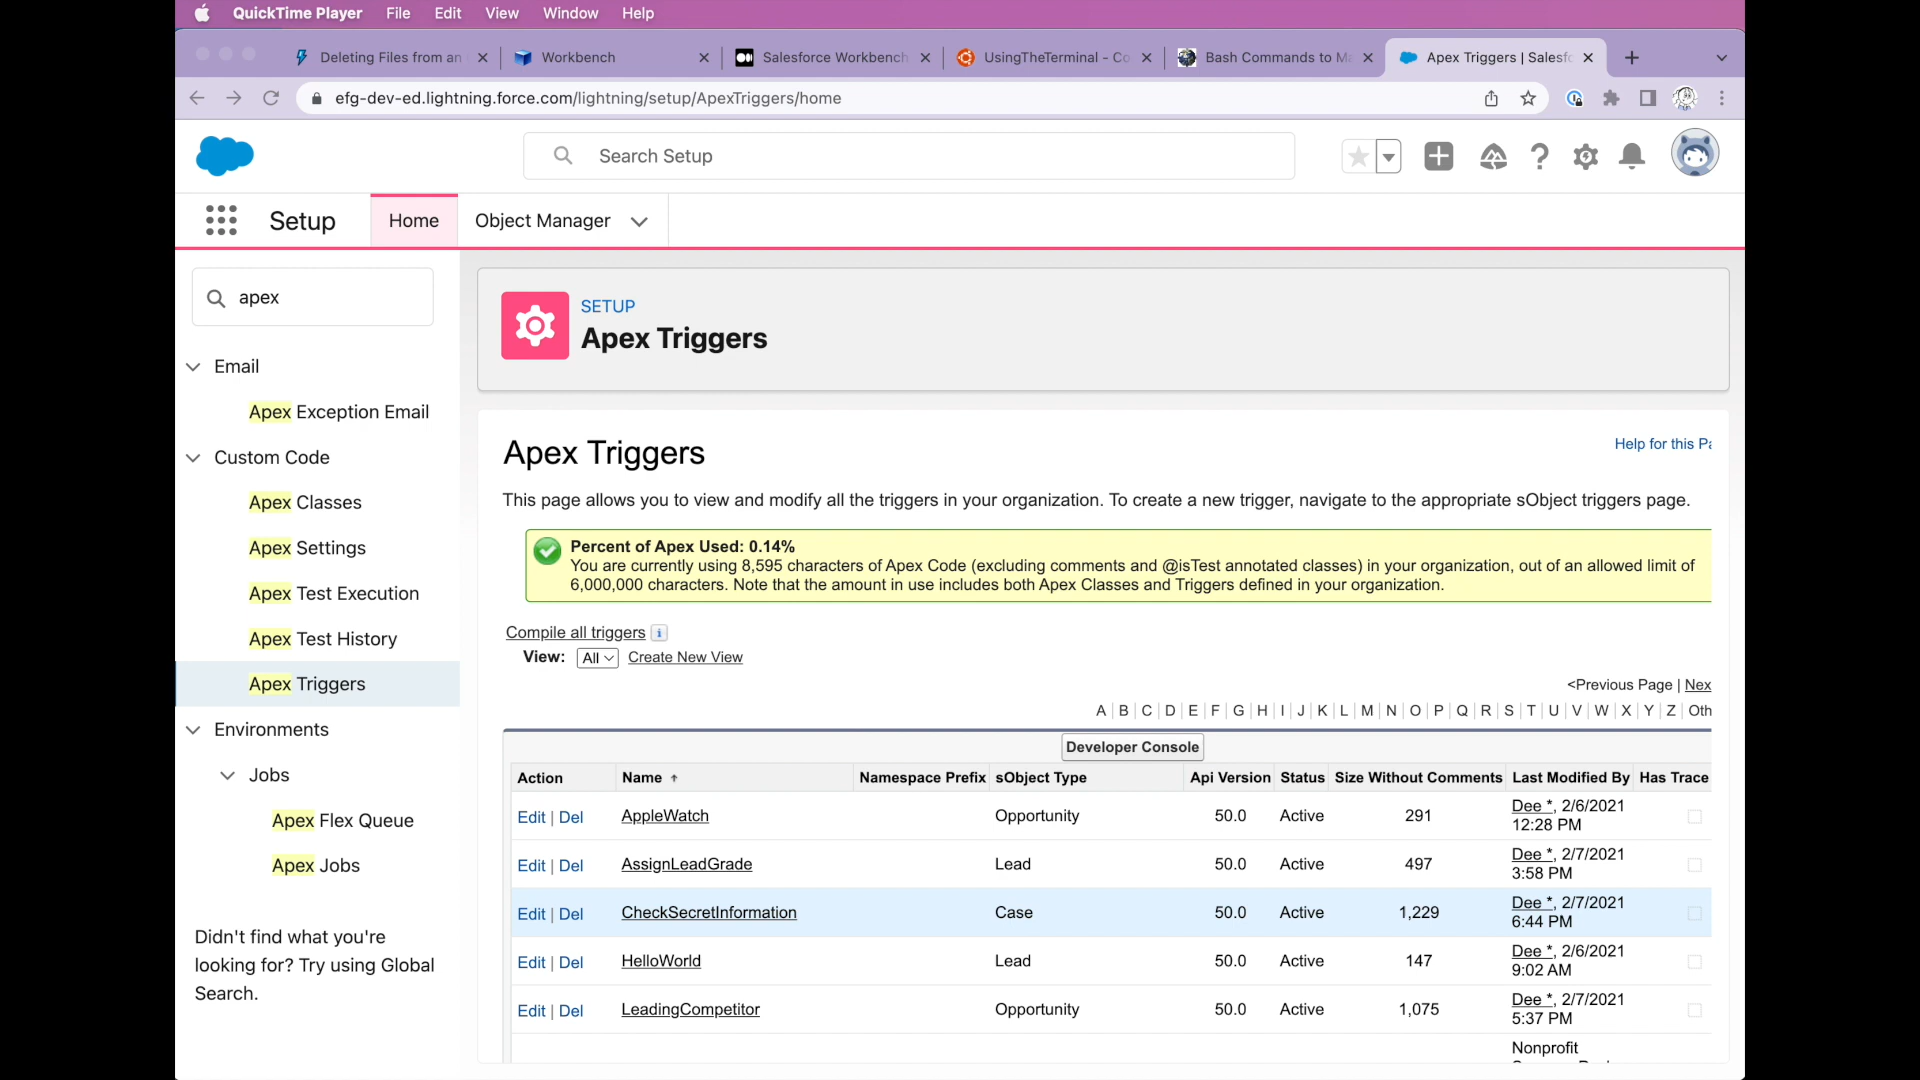 QuickTime Player File Edit View Window Help
Deleting Files from an Workbench Salesforce Workbench UsingTheTerminal - Co Bash Commands to Ma Apex Triggers | Salesfo
efg-dev-ed.lightning.force.com/lightning/setup/ApexTriggers/home
Search Setup
Setup Home Object Manager
apex
Email
Apex Exception Email
Custom Code
Apex Classes
Apex Settings
Apex Test Execution
Apex Test History
Apex Triggers
Environments
Jobs
Apex Flex Queue
Apex Jobs
Didn't find what you're
looking for? Try using Global
Search.
SETUP
Apex Triggers
Apex Triggers
Help for this Pa
This page allows you to view and modify all the triggers in your organization. To create a new trigger, navigate to the appropriate sObject triggers page.
Percent of Apex Used: 0.14%
You are currently using 8,595 characters of Apex Code (excluding comments and @isTest annotated classes) in your organization, out of an allowed limit of
6,000,000 characters. Note that the amount in use includes both Apex Classes and Triggers defined in your organization.
Compile all triggers i
View: All Create New View
<Previous Page | Nex
A | B | C | D | E | F | G | H | I | J | K | L | M | N | O | P | Q | R | S | T | U | V | W | X | Y | Z | Oth
Developer Console
Action Name Namespace Prefix sObject Type Api Version Status Size Without Comments Last Modified By Has Trace
Edit | Del AppleWatch Opportunity 50.0 Active 291 Dee *, 2/6/2021
12:28 PM
Edit | Del AssignLeadGrade Lead 50.0 Active 497 Dee *, 2/7/2021
3:58 PM
Edit | Del CheckSecretInformation Case 50.0 Active 1,229 Dee *, 2/7/2021
6:44 PM
Edit | Del HelloWorld Lead 50.0 Active 147 Dee *, 2/6/2021
9:02 AM
Edit | Del LeadingCompetitor Opportunity 50.0 Active 1,075 Dee *, 2/7/2021
5:37 PM
Nonprofit